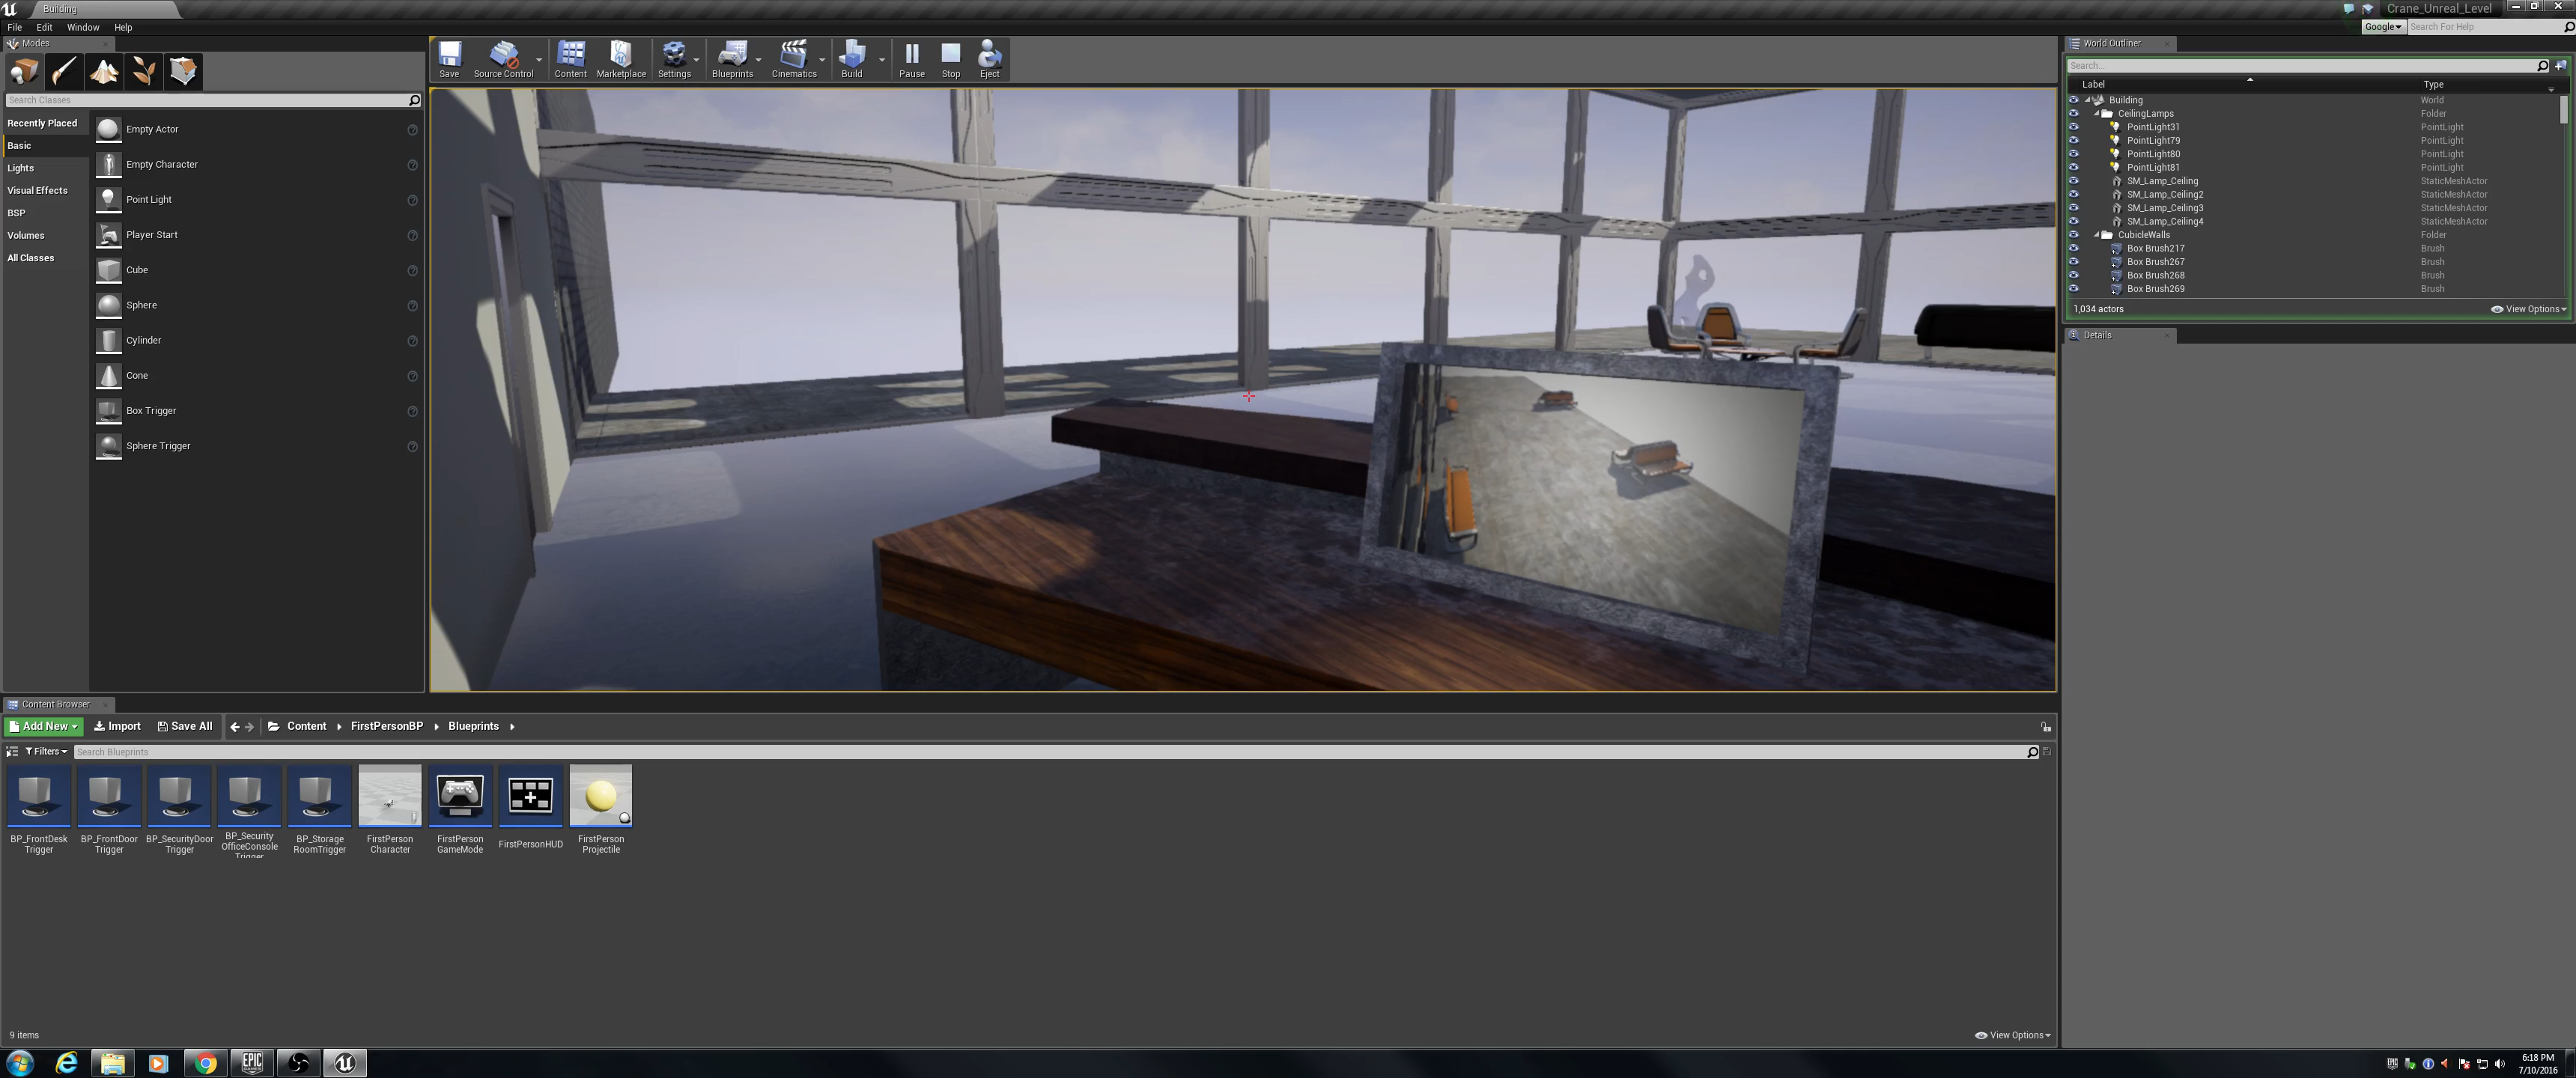 Building
Crane_Unreal_Level
File Edit Window Help
Google
Search For Help
Modes
Search Classes
Recently Placed
Basic
Lights
Visual Effects
BSP
Volumes
All Classes
Empty Actor
Empty Character
Point Light
Player Start
Cube
Sphere
Cylinder
Cone
Box Trigger
Sphere Trigger
Save
Source Control
Content
Marketplace
Settings
Blueprints
Cinematics
Build
Pause
Stop
Eject
World Outliner
Search...
Label Type
Building World
CeilingLamps Folder
PointLight31 PointLight
PointLight79 PointLight
PointLight80 PointLight
PointLight81 PointLight
SM_Lamp_Ceiling StaticMeshActor
SM_Lamp_Ceiling2 StaticMeshActor
SM_Lamp_Ceiling3 StaticMeshActor
SM_Lamp_Ceiling4 StaticMeshActor
CubicleWalls Folder
Box Brush217 Brush
Box Brush267 Brush
Box Brush268 Brush
Box Brush269 Brush
1,034 actors
View Options
Details
Content Browser
Add New Import Save All Content FirstPersonBP Blueprints
Filters Search Blueprints
BP_FrontDesk
Trigger
BP_FrontDoor
Trigger
BP_SecurityDoor
Trigger
BP_Security
OfficeConsole
Trigger
BP_Storage
RoomTrigger
FirstPerson
Character
FirstPerson
GameMode
FirstPersonHUD
FirstPerson
Projectile
9 items
View Options
EPIC
GAMES
6:18 PM
7/10/2016